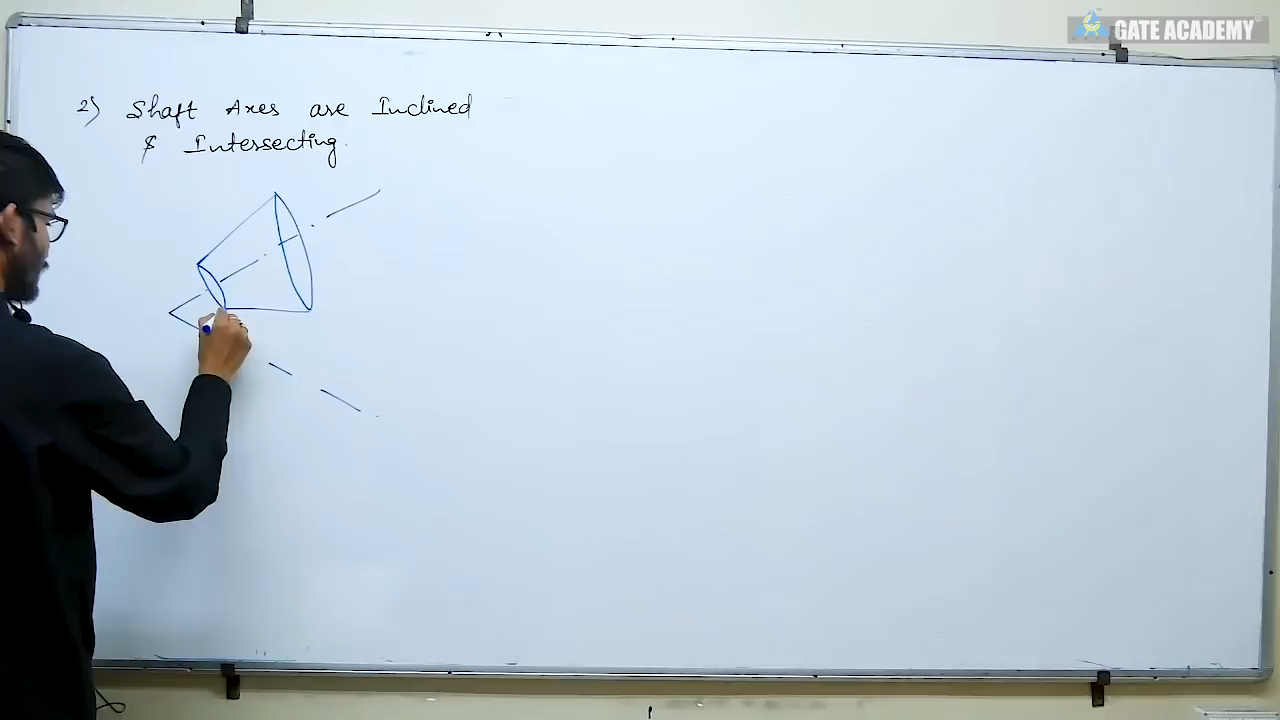 GATE ACADEMY
2) Shaft Axes are Inclined
& Intersecting.